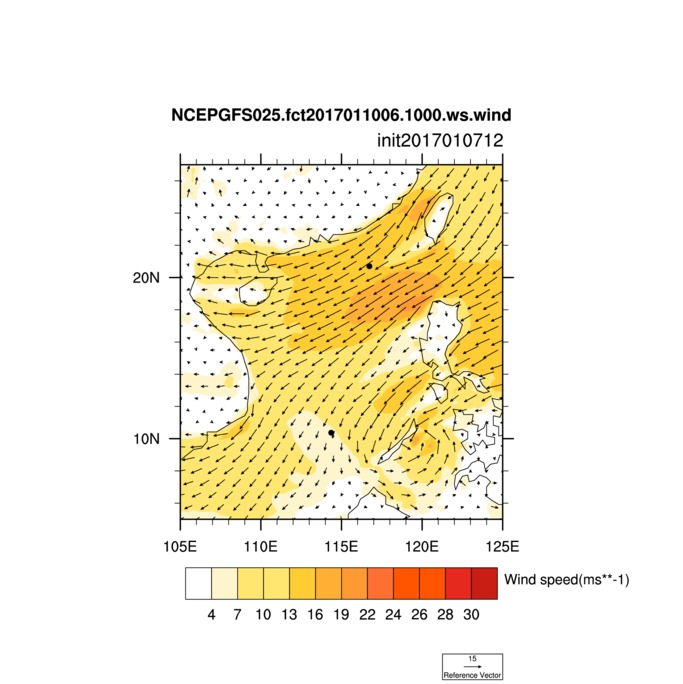 NCEPGFS025.fct2017011006.1000.ws.wind
init2017010712
20N
10N
105E 110E 115E 120E 125E
Wind speed(ms**-1)
4 7 10 13 16 19 22 24 26 28 30
15
Reference Vector